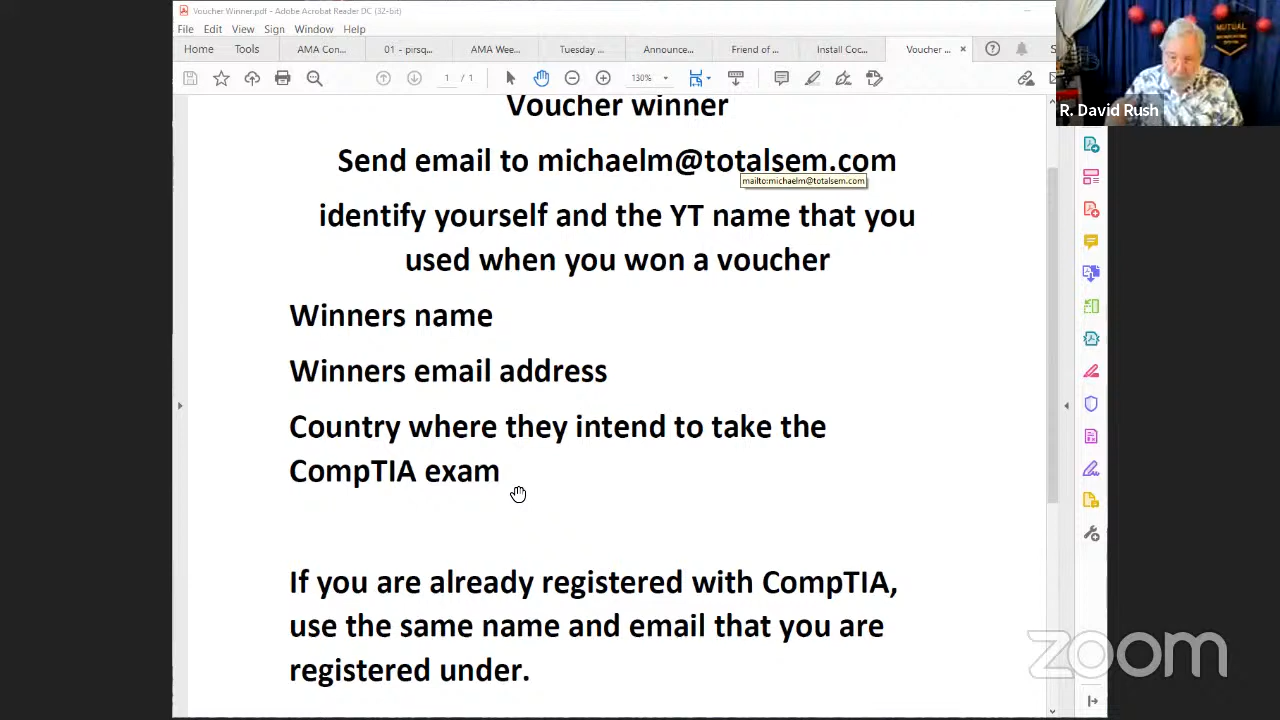 Voucher Winner.pdf - Adobe Acrobat Reader DC (32-bit)
File Edit View Sign Window Help
Home Tools AMA Con... 01 - pirsq... AMA Wee... Tuesday ... Announce... Friend of ... Install Coc... Voucher ... ×
1 / 1 130%
MUTUAL
R. David Rush
Voucher winner
Send email to michaelm@totalsem.com
mailto:michaelm@totalsem.com
identify yourself and the YT name that you
used when you won a voucher
Winners name
Winners email address
Country where they intend to take the
CompTIA exam
If you are already registered with CompTIA,
use the same name and email that you are
registered under.
zoom